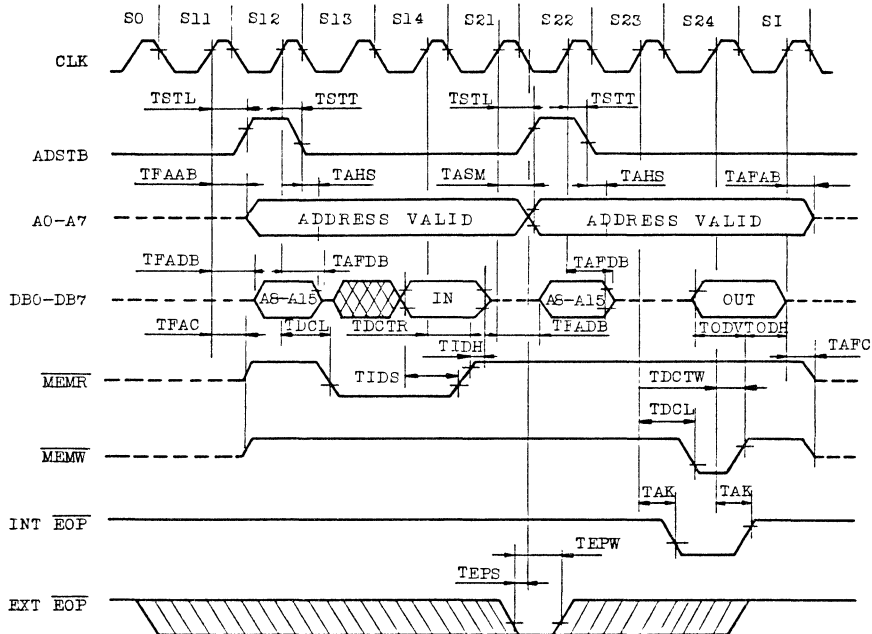 S0 S11 S12 S13 S14 S21 S22 S23 S24 SI
CLK
TSTL TSTT TSTL TSTT
ADSTB
TFAAB TAHS TASM TAHS TAFAB
A0-A7 ADDRESS VALID ADDRESS VALID
TFADB TAFDB TAFDB
DB0-DB7 A8-A15 IN A8-A15 OUT
TFAC TDCL TDCTR TFADB TODV TODH
TIDH TAFC
MEMR TIDS TDCTW
TDCL
MEMW
TAK TAK
INT EOP
TEPW
TEPS
EXT EOP